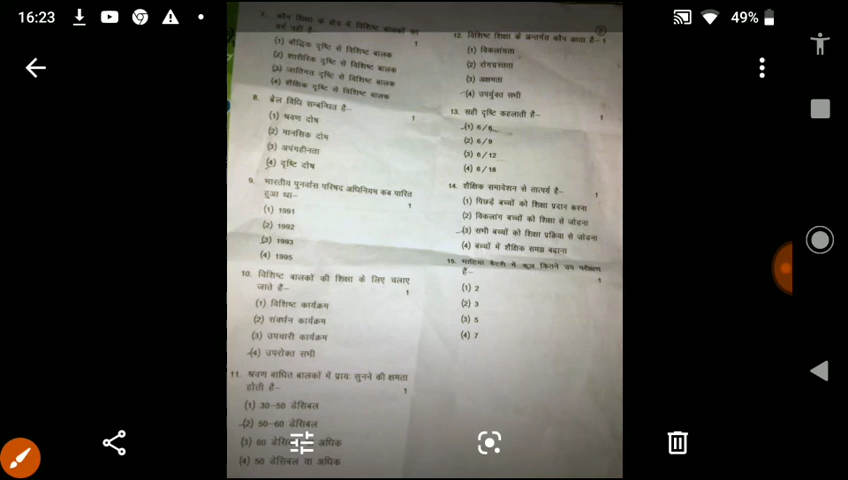 16:23
49%
7. कौन शिक्षा के क्षेत्र में विशिष्ट बालकों का
वर्ग नहीं है– 1
(1) बौद्धिक दृष्टि से विशिष्ट बालक
(2) शारीरिक दृष्टि से विशिष्ट बालक
(3) जातिगत दृष्टि से विशिष्ट बालक
(4) शैक्षिक दृष्टि से विशिष्ट बालक
8. ब्रेल विधि सम्बन्धित है– 1
(1) श्रवण दोष
(2) मानसिक दोष
(3) अपंगहीनता
(4) दृष्टि दोष
9. भारतीय पुनर्वास परिषद अधिनियम कब पारित
हुआ था– 1
(1) 1991
(2) 1992
(3) 1993
(4) 1995
10. विशिष्ट बालकों की शिक्षा के लिए चलाए
जाते हैं– 1
(1) विशिष्ट कार्यक्रम
(2) संवर्धन कार्यक्रम
(3) उपचारी कार्यक्रम
(4) उपरोक्त सभी
11. श्रवण बाधित बालकों में प्रायः सुनने की क्षमता
होती है– 1
(1) 30–50 डेसिबल
(2) 50–60 डेसिबल
(3) 60 अधिक
(4) 50 डेसिबल या अधिक
12. विशिष्ट शिक्षा के अन्तर्गत कौन आता है– 1
(1) विकलांगता
(2) रोगग्रस्तता
(3) अक्षमता
(4) उपर्युक्त सभी
13. सही दृष्टि कहलाती है– 1
(1) 6/6
(2) 6/9
(3) 6/12
(4) 6/18
14. शैक्षिक समावेशन से तात्पर्य है– 1
(1) पिछड़े बच्चों को शिक्षा प्रदान करना
(2) विकलांग बच्चों को शिक्षा से जोड़ना
(3) सभी बच्चों को शिक्षा प्रक्रिया से जोड़ना
(4) बच्चों में शैक्षिक समझ बढ़ाना
15. भाटिया बैटरी में कुल कितने उप परीक्षण
हैं– 1
(1) 2
(2) 3
(3) 5
(4) 7